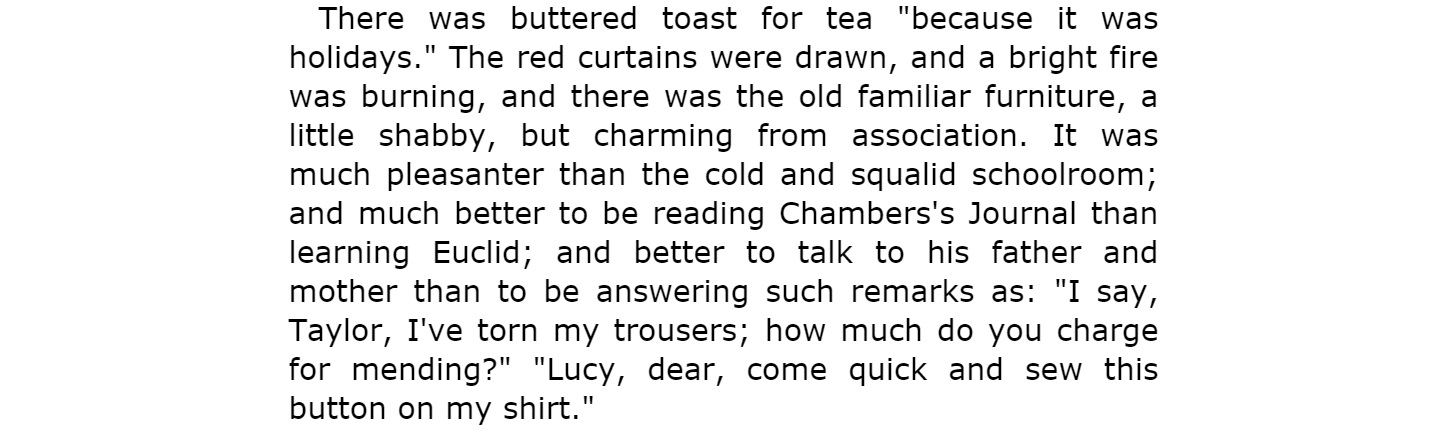 There was buttered toast for tea "because it was
holidays." The red curtains were drawn, and a bright fire
was burning, and there was the old familiar furniture, a
little shabby, but charming from association. It was
much pleasanter than the cold and squalid schoolroom;
and much better to be reading Chambers's Journal than
learning Euclid; and better to talk to his father and
mother than to be answering such remarks as: "I say,
Taylor, I've torn my trousers; how much do you charge
for mending?" "Lucy, dear, come quick and sew this
button on my shirt."